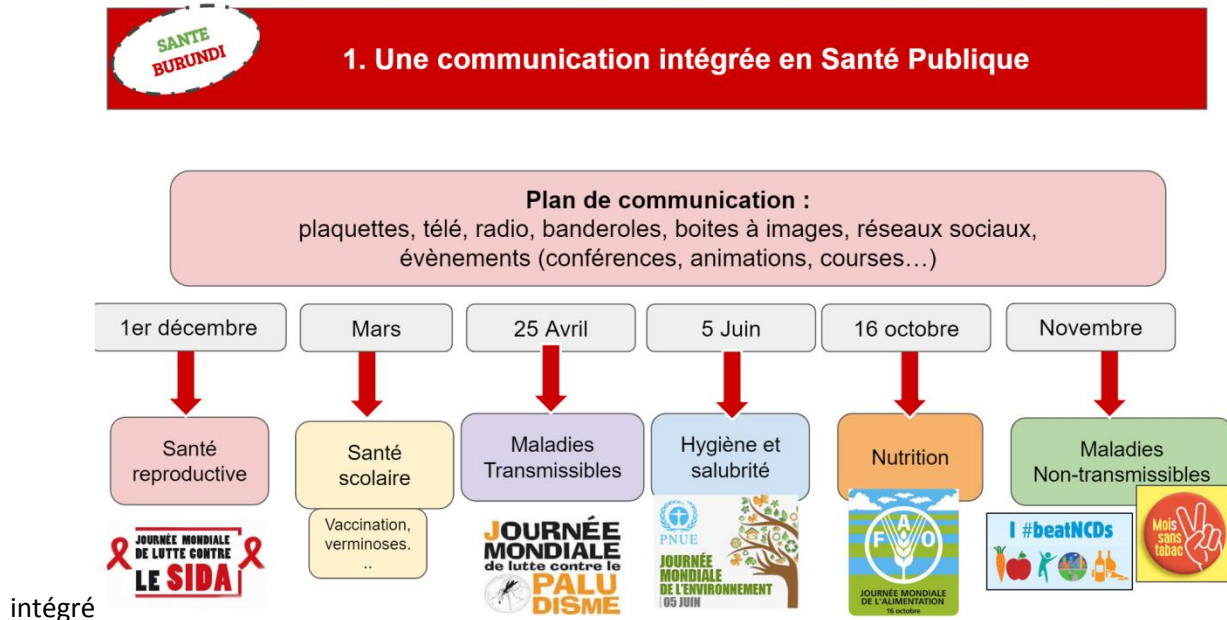 SANTE
BURUNDI
1. Une communication intégrée en Santé Publique
Plan de communication :
plaquettes, télé, radio, banderoles, boites à images, réseaux sociaux,
évènements (conférences, animations, courses…)
1er décembre
Mars
25 Avril
5 Juin
16 octobre
Novembre
Santé
reproductive
Santé
scolaire
Maladies
Transmissibles
Hygiène et
salubrité
Nutrition
Maladies
Non-transmissibles
JOURNÉE MONDIALE
DE LUTTE CONTRE
LE SIDA
Vaccination,
verminoses.
..
JOURNÉE
MONDIALE
de lutte contre le
PALU
DISME
PNUE
JOURNÉE
MONDIALE
DE L'ENVIRONNEMENT
05 JUIN
FAO
JOURNÉE MONDIALE
DE L'ALIMENTATION
16 octobre
I #beatNCDs
Mois
sans
tabac
intégré